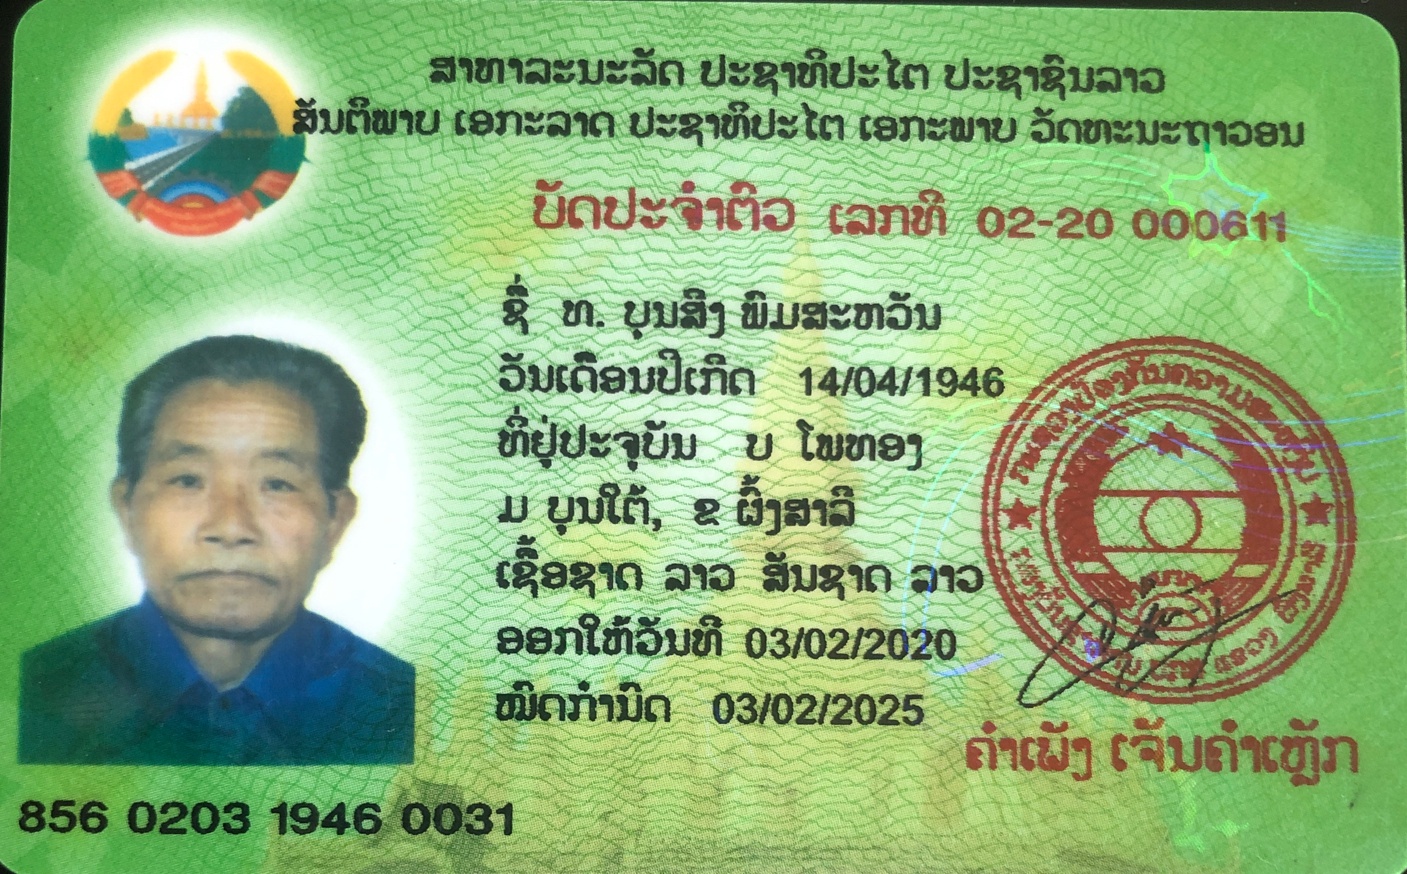 ສາທາລະນະລັດ ປະຊາທິປະໄຕ ປະຊາຊົນລາວ
ສັນຕິພາບ ເອກະລາດ ປະຊາທິປະໄຕ ເອກະພາບ ວັດທະນະຖາວອນ
ບັດປະຈຳຕົວ ເລກທີ 02-20 000611
ຊື່ ທ. ບຸນສິງ ພິມສະຫວັນ
ວັນເດືອນປີເກີດ 14/04/1946
ທີ່ຢູ່ປະຈຸບັນ ບ ໂພທອງ
ມ ບຸນໃຕ້, ຂ ຜົ້ງສາລີ
ເຊື້ອຊາດ ລາວ ສັນຊາດ ລາວ
ອອກໃຫ້ວັນທີ 03/02/2020
ໝົດກຳນົດ 03/02/2025
ຄຳເພັງ ເຈັນຄຳເຫຼັກ
856 0203 1946 0031